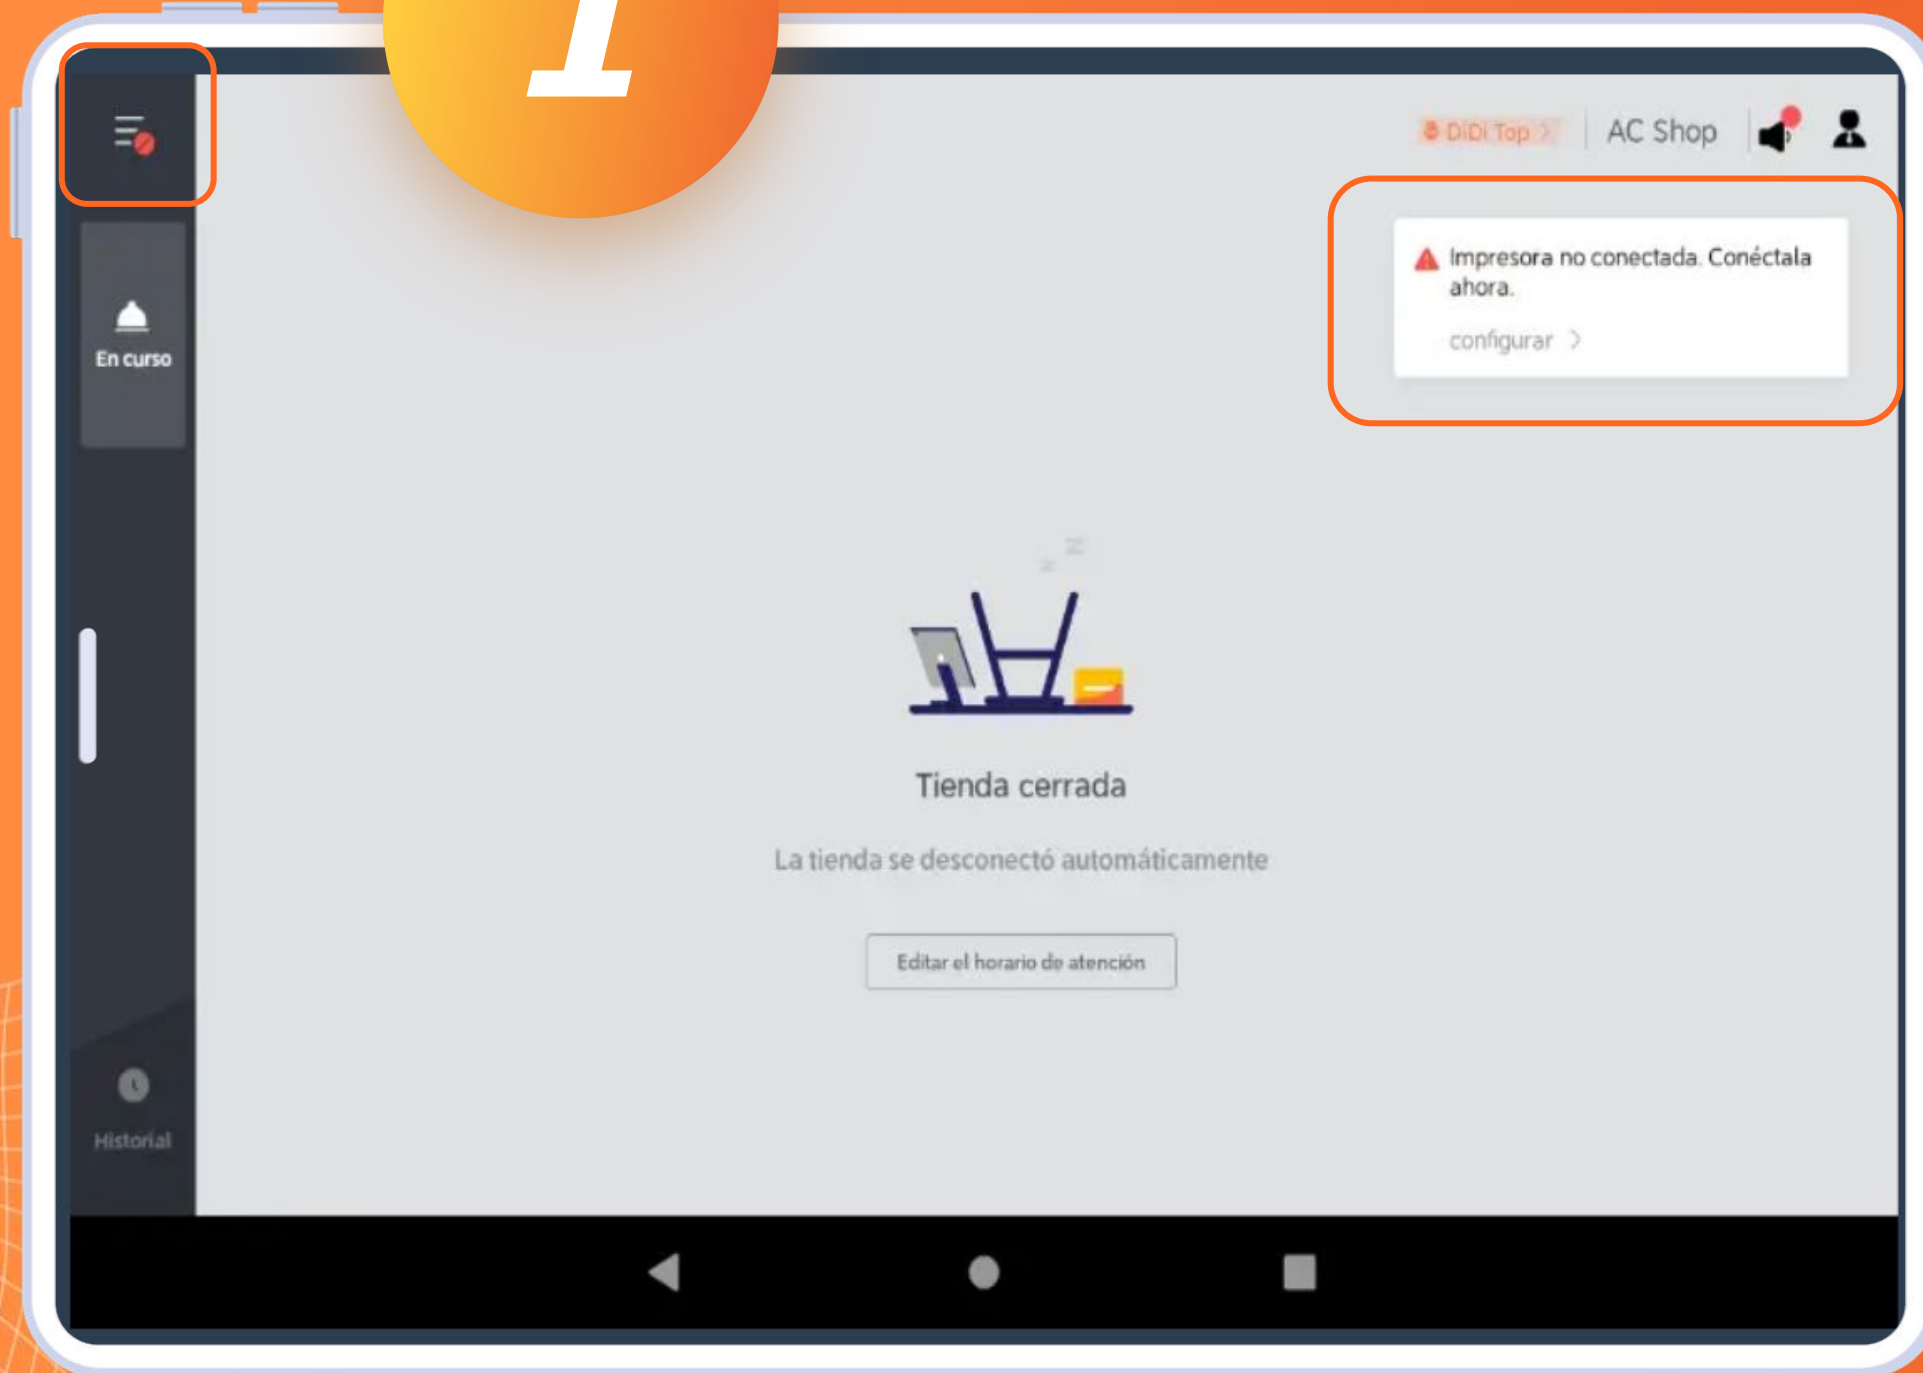 1
DiDi Top >
AC Shop
Impresora no conectada. Conéctala
ahora.
configurar >
En curso
z z
Tienda cerrada
La tienda se desconectó automáticamente
Editar el horario de atención
Historial